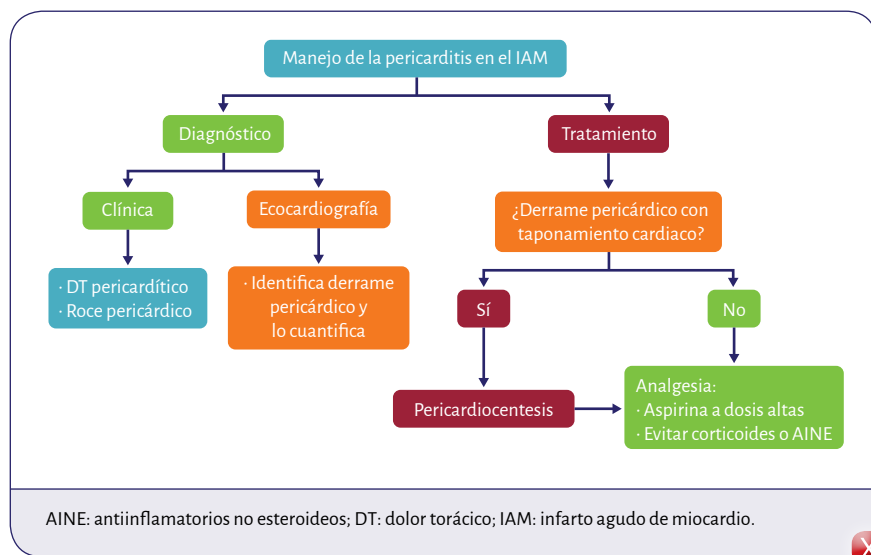 Manejo de la pericarditis en el IAM
Diagnóstico
Tratamiento
Clínica
Ecocardiografía
¿Derrame pericárdico con
taponamiento cardiaco?
· DT pericardítico
· Roce pericárdico
· Identifica derrame
pericárdico y
lo cuantifica
Sí
No
Pericardiocentesis
Analgesia:
· Aspirina a dosis altas
· Evitar corticoides o AINE
AINE: antiinflamatorios no esteroideos; DT: dolor torácico; IAM: infarto agudo de miocardio.